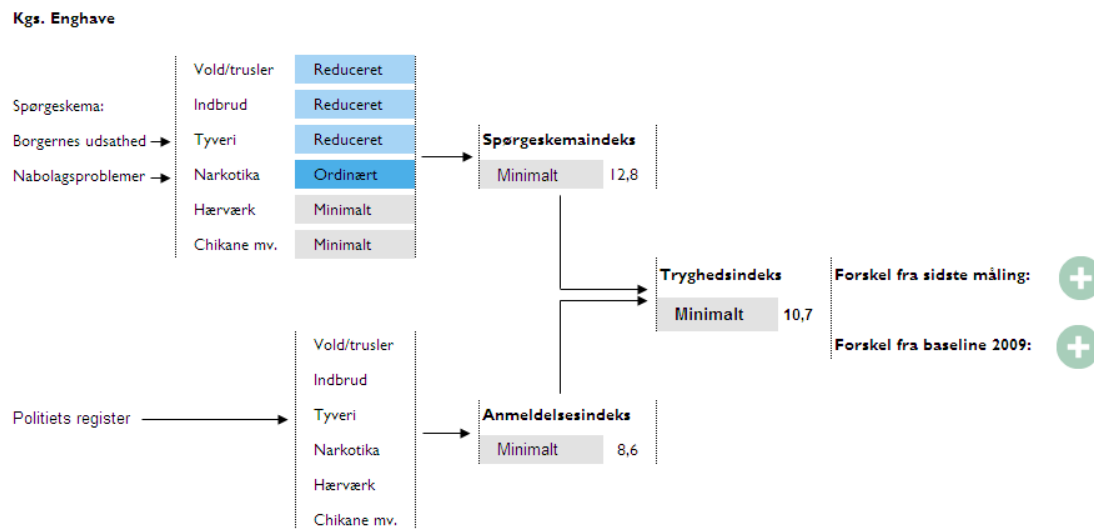 Kgs. Enghave
Vold/trusler Reduceret
Spørgeskema: Indbrud Reduceret
Borgernes udsathed Tyveri Reduceret
Nabolagsproblemer Narkotika Ordinært
Hærværk Minimalt
Chikane mv. Minimalt
Spørgeskemaindeks
Minimalt 12,8
Tryghedsindeks
Minimalt 10,7
Forskel fra sidste måling:
Forskel fra baseline 2009:
Politiets register
Vold/trusler
Indbrud
Tyveri
Narkotika
Hærværk
Chikane mv.
Anmeldelsesindeks
Minimalt 8,6